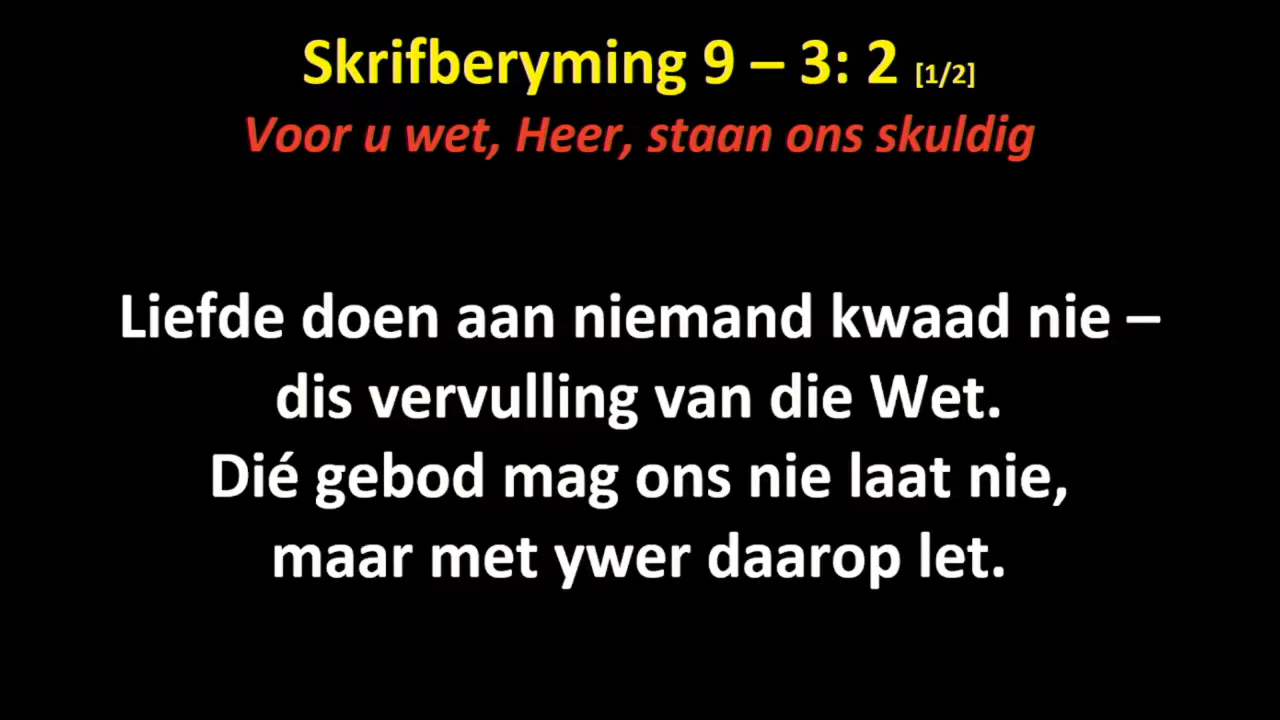 Skrifberyming 9 – 3: 2 [1/2]
Voor u wet, Heer, staan ons skuldig
Liefde doen aan niemand kwaad nie –
dis vervulling van die Wet.
Dié gebod mag ons nie laat nie,
maar met ywer daarop let.